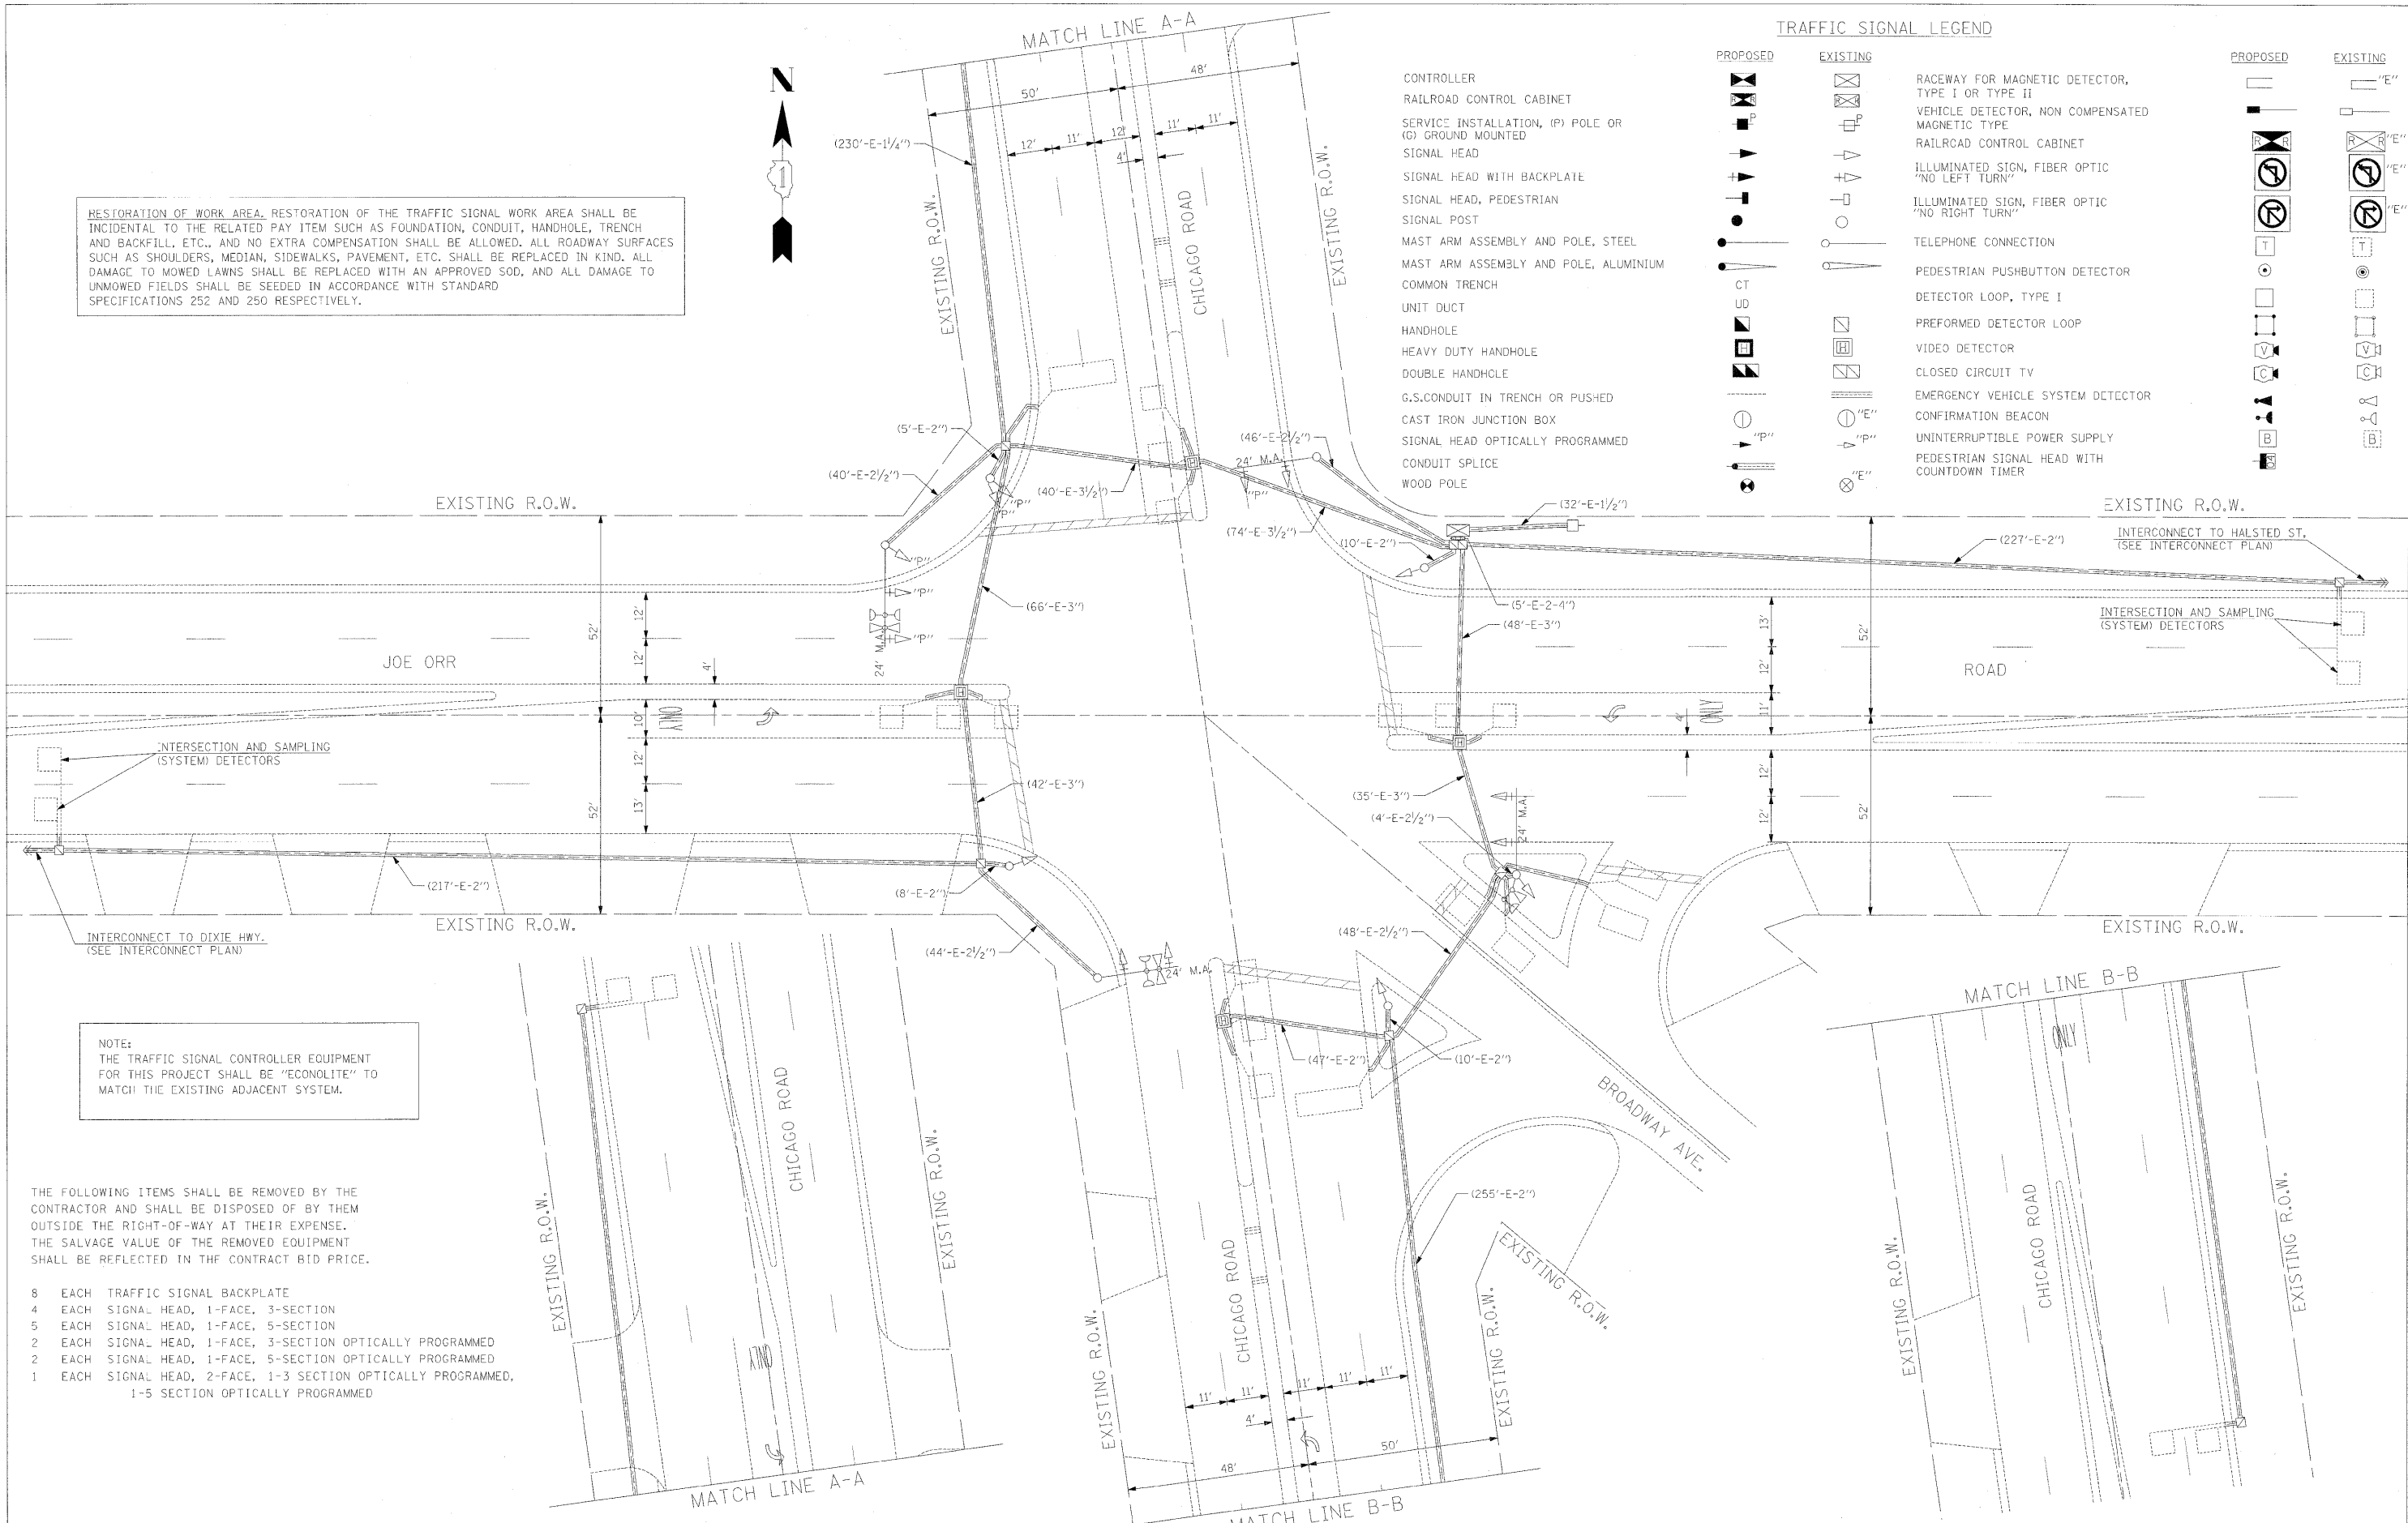 MATCH LINE A-A
N
1
50'
48'
12'
11'
12'
11'
11'
4'
(230'-E-1¼")
EXISTING R.O.W.
CHICAGO ROAD
EXISTING R.O.W.
RESTORATION OF WORK AREA. RESTORATION OF THE TRAFFIC SIGNAL WORK AREA SHALL BE
INCIDENTAL TO THE RELATED PAY ITEM SUCH AS FOUNDATION, CONDUIT, HANDHOLE, TRENCH
AND BACKFILL, ETC., AND NO EXTRA COMPENSATION SHALL BE ALLOWED. ALL ROADWAY SURFACES
SUCH AS SHOULDERS, MEDIAN, SIDEWALKS, PAVEMENT, ETC. SHALL BE REPLACED IN KIND. ALL
DAMAGE TO MOWED LAWNS SHALL BE REPLACED WITH AN APPROVED SOD, AND ALL DAMAGE TO
UNMOWED FIELDS SHALL BE SEEDED IN ACCORDANCE WITH STANDARD
SPECIFICATIONS 252 AND 250 RESPECTIVELY.
TRAFFIC SIGNAL LEGEND
PROPOSED EXISTING
CONTROLLER
RAILROAD CONTROL CABINET R R R R
SERVICE INSTALLATION, (P) POLE OR P P
(G) GROUND MOUNTED
SIGNAL HEAD
SIGNAL HEAD WITH BACKPLATE
SIGNAL HEAD, PEDESTRIAN
SIGNAL POST
MAST ARM ASSEMBLY AND POLE, STEEL
MAST ARM ASSEMBLY AND POLE, ALUMINIUM
COMMON TRENCH CT
UNIT DUCT UD
HANDHOLE
HEAVY DUTY HANDHOLE H H
DOUBLE HANDHOLE
G.S.CONDUIT IN TRENCH OR PUSHED
CAST IRON JUNCTION BOX "E"
SIGNAL HEAD OPTICALLY PROGRAMMED "P" "P"
CONDUIT SPLICE
WOOD POLE "E"
PROPOSED EXISTING
RACEWAY FOR MAGNETIC DETECTOR, "E"
TYPE I OR TYPE II
VEHICLE DETECTOR, NON COMPENSATED
MAGNETIC TYPE
RAILROAD CONTROL CABINET R R R R "E"
ILLUMINATED SIGN, FIBER OPTIC "E"
"NO LEFT TURN"
ILLUMINATED SIGN, FIBER OPTIC "E"
"NO RIGHT TURN"
TELEPHONE CONNECTION T T
PEDESTRIAN PUSHBUTTON DETECTOR
DETECTOR LOOP, TYPE I
PREFORMED DETECTOR LOOP
VIDEO DETECTOR V V
CLOSED CIRCUIT TV C C
EMERGENCY VEHICLE SYSTEM DETECTOR
CONFIRMATION BEACON
UNINTERRUPTIBLE POWER SUPPLY B B
PEDESTRIAN SIGNAL HEAD WITH
COUNTDOWN TIMER
(5'-E-2")
(40'-E-2½")
(40'-E-3½")
"P"
"P"
(46'-E-2½")
24' M.A.
"P"
(74'-E-3½")
(32'-E-1½")
(10'-E-2")
(5'-E-2-4")
(48'-E-3")
(227'-E-2")
EXISTING R.O.W.
EXISTING R.O.W.
INTERCONNECT TO HALSTED ST.
(SEE INTERCONNECT PLAN)
INTERSECTION AND SAMPLING
(SYSTEM) DETECTORS
"P"
"P"
"P"
24' M.A.
(66'-E-3")
H
H
52'
12'
12'
4'
10'
12'
13'
52'
JOE ORR
ROAD
ONLY
ONLY
52'
13'
12'
11'
4'
12'
12'
52'
INTERSECTION AND SAMPLING
(SYSTEM) DETECTORS
(42'-E-3")
(35'-E-3")
(4'-E-2½")
24' M.A.
(217'-E-2")
(8'-E-2")
(44'-E-2½")
24' M.A.
(48'-E-2½")
EXISTING R.O.W.
EXISTING R.O.W.
INTERCONNECT TO DIXIE HWY.
(SEE INTERCONNECT PLAN)
H
H
(47'-E-2")
(10'-E-2")
BROADWAY AVE.
(255'-E-2")
EXISTING R.O.W.
NOTE:
THE TRAFFIC SIGNAL CONTROLLER EQUIPMENT
FOR THIS PROJECT SHALL BE "ECONOLITE" TO
MATCH THE EXISTING ADJACENT SYSTEM.
THE FOLLOWING ITEMS SHALL BE REMOVED BY THE
CONTRACTOR AND SHALL BE DISPOSED OF BY THEM
OUTSIDE THE RIGHT-OF-WAY AT THEIR EXPENSE.
THE SALVAGE VALUE OF THE REMOVED EQUIPMENT
SHALL BE REFLECTED IN THE CONTRACT BID PRICE.
8 EACH TRAFFIC SIGNAL BACKPLATE
4 EACH SIGNAL HEAD, 1-FACE, 3-SECTION
5 EACH SIGNAL HEAD, 1-FACE, 5-SECTION
2 EACH SIGNAL HEAD, 1-FACE, 3-SECTION OPTICALLY PROGRAMMED
2 EACH SIGNAL HEAD, 1-FACE, 5-SECTION OPTICALLY PROGRAMMED
1 EACH SIGNAL HEAD, 2-FACE, 1-3 SECTION OPTICALLY PROGRAMMED,
1-5 SECTION OPTICALLY PROGRAMMED
EXISTING R.O.W.
CHICAGO ROAD
ONLY
EXISTING R.O.W.
MATCH LINE A-A
EXISTING R.O.W.
CHICAGO ROAD
EXISTING R.O.W.
11'
11'
11'
11'
11'
4'
48'
50'
MATCH LINE B-B
MATCH LINE B-B
ONLY
EXISTING R.O.W.
CHICAGO ROAD
EXISTING R.O.W.